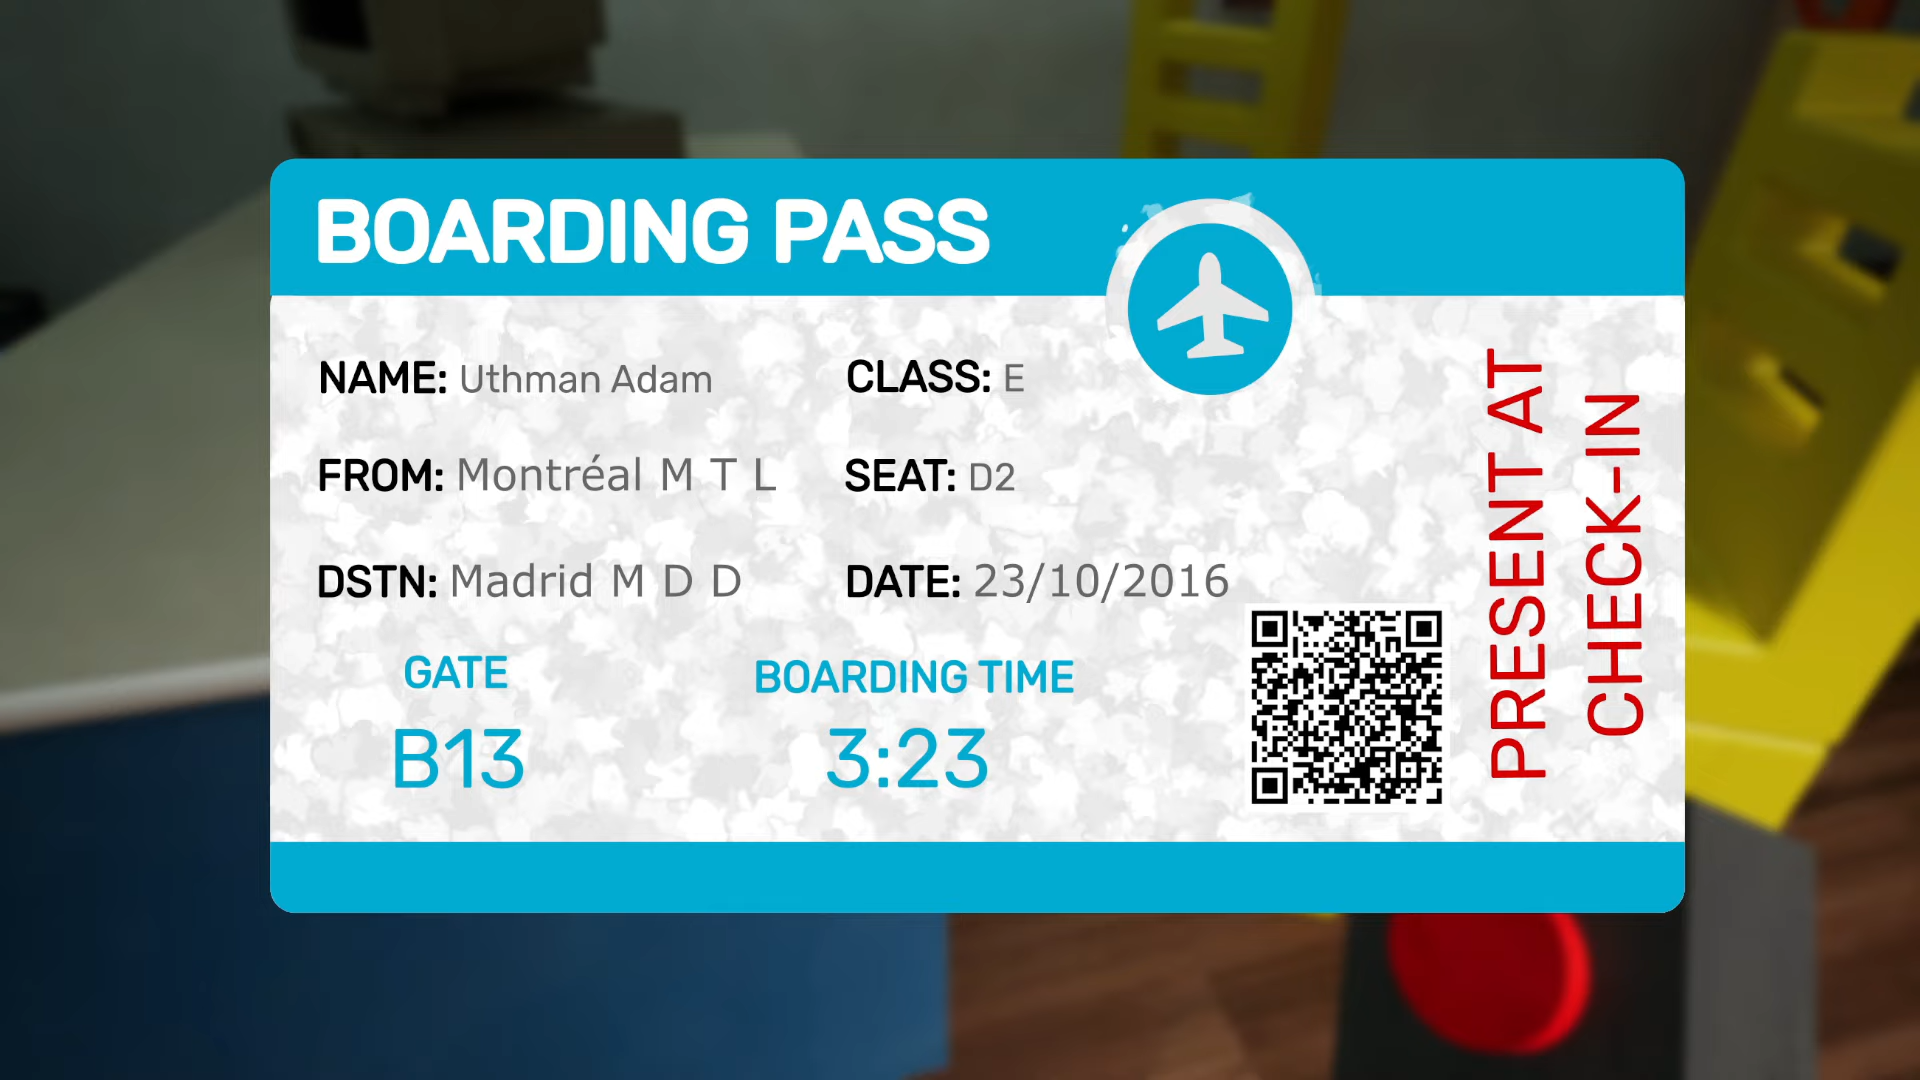 BOARDING PASS
NAME: Uthman Adam
CLASS: E
FROM: Montréal M T L
SEAT: D2
DSTN: Madrid M D D
DATE: 23/10/2016
GATE
B13
BOARDING TIME
3:23
PRESENT AT
CHECK-IN